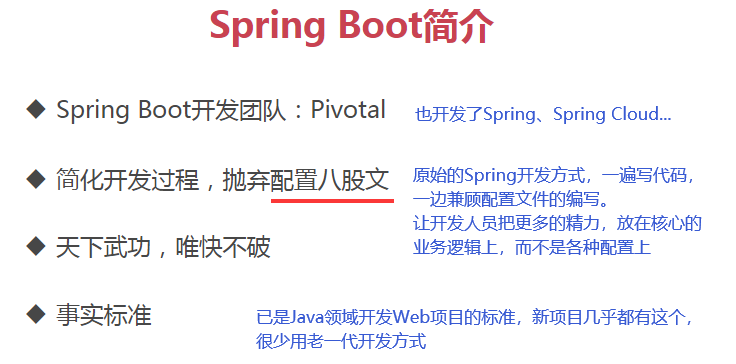 Spring Boot简介
◆ Spring Boot开发团队：Pivotal
也开发了Spring、Spring Cloud...
◆ 简化开发过程，抛弃配置八股文
原始的Spring开发方式，一遍写代码，
一边兼顾配置文件的编写。
让开发人员把更多的精力，放在核心的
业务逻辑上，而不是各种配置上
◆ 天下武功，唯快不破
◆ 事实标准
已是Java领域开发Web项目的标准，新项目几乎都有这个，
很少用老一代开发方式